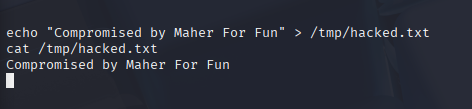 echo "Compromised by Maher For Fun" > /tmp/hacked.txt
cat /tmp/hacked.txt
Compromised by Maher For Fun